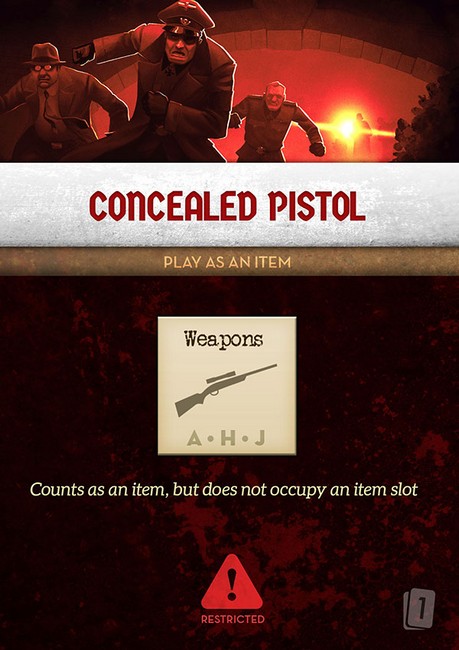 CONCEALED PISTOL
PLAY AS AN ITEM
Weapons
A • H • J
Counts as an item, but does not occupy an item slot
!
RESTRICTED
1